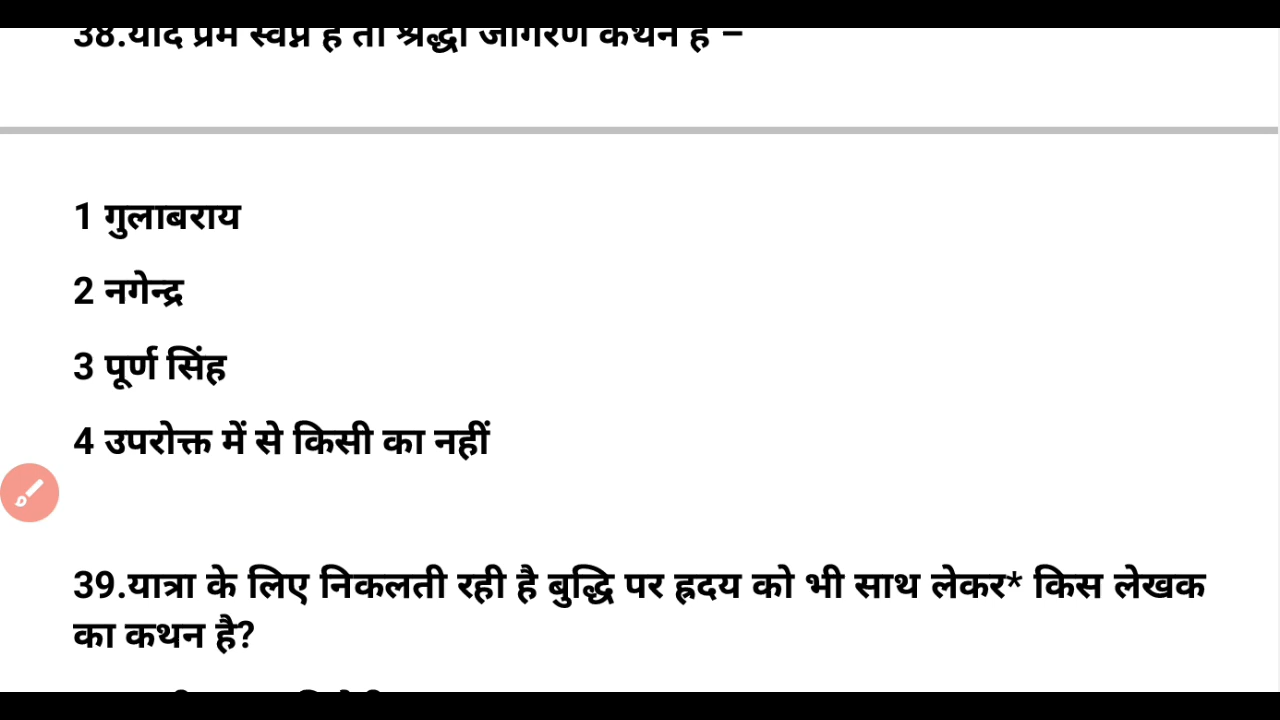 38.यदि प्रेम स्वप्न है तो श्रद्धा जागरण कथन है –
1 गुलाबराय
2 नगेन्द्र
3 पूर्ण सिंह
4 उपरोक्त में से किसी का नहीं
39.यात्रा के लिए निकलती रही है बुद्धि पर ह्रदय को भी साथ लेकर* किस लेखक
का कथन है?